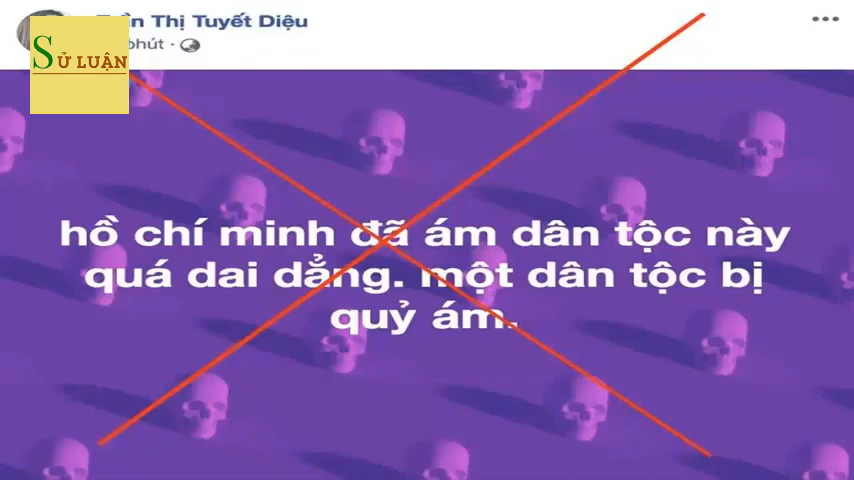 Thị Tuyết Diệu
SỬ LUẬN
hồ chí minh đã ám dân tộc này
quá dai dẳng. một dân tộc bị
quỷ ám.